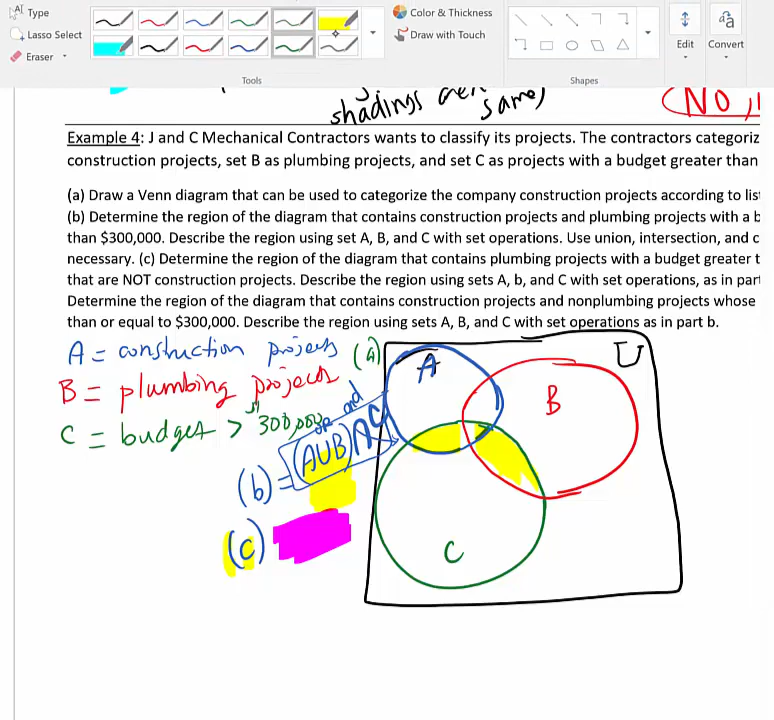 Type
Lasso Select
Eraser
Color & Thickness
Draw with Touch
Edit
Convert
Tools
Shapes
shadings
same)
(NO,
Example 4: J and C Mechanical Contractors wants to classify its projects. The contractors categoriz
construction projects, set B as plumbing projects, and set C as projects with a budget greater than
(a) Draw a Venn diagram that can be used to categorize the company construction projects according to lis
(b) Determine the region of the diagram that contains construction projects and plumbing projects with a b
than $300,000. Describe the region using set A, B, and C with set operations. Use union, intersection, and c
necessary. (c) Determine the region of the diagram that contains plumbing projects with a budget greater t
that are NOT construction projects. Describe the region using sets A, b, and C with set operations, as in par
Determine the region of the diagram that contains construction projects and nonplumbing projects whose
than or equal to $300,000. Describe the region using sets A, B, and C with set operations as in part b.
A = construction projects (a)
B = plumbing projects
C = budget > 300,000
or and
(b) = (A∪B)∩C
(c)
A
B
C
U